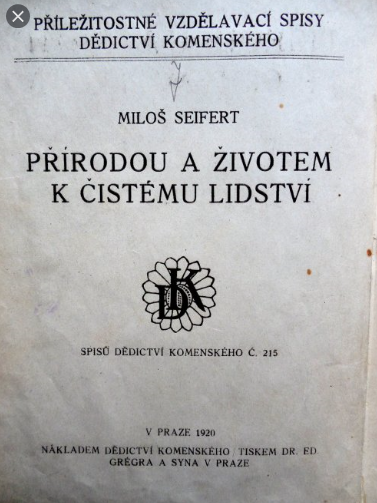 PŘÍLEŽITOSTNÉ VZDĚLAVACÍ SPISY
DĚDICTVÍ KOMENSKÉHO
MILOŠ SEIFERT
PŘÍRODOU A ŽIVOTEM
K ČISTÉMU LIDSTVÍ
DK
SPISŮ DĚDICTVÍ KOMENSKÉHO Č. 215
V PRAZE 1920
NÁKLADEM DĚDICTVÍ KOMENSKÉHO / TISKEM DR. ED.
GRÉGRA A SYNA V PRAZE